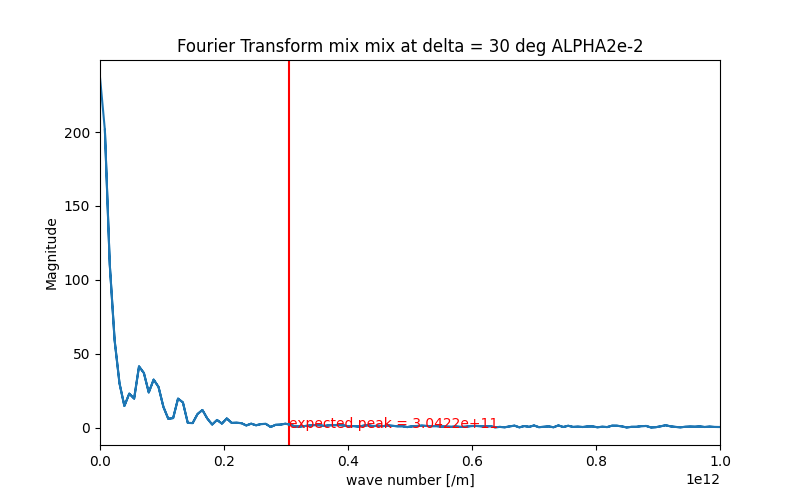 Fourier Transform mix mix at delta = 30 deg ALPHA2e-2
Magnitude
200
150
100
50
0
expected peak = 3.0422e+11
0.0 0.2 0.4 0.6 0.8 1.0
1e12
wave number [/m]